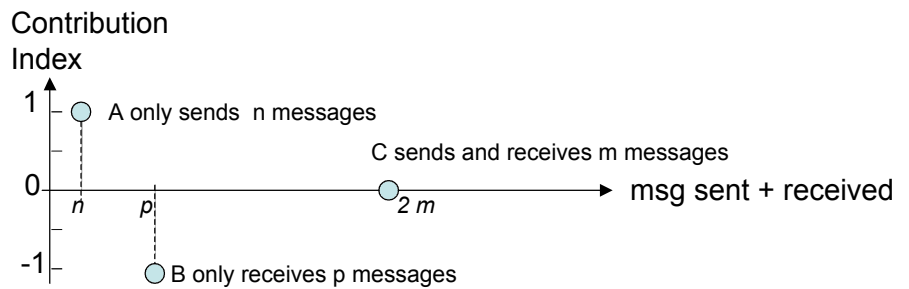 Contribution
Index
1
A only sends n messages
C sends and receives m messages
0
msg sent + received
n
p
2 m
-1
B only receives p messages